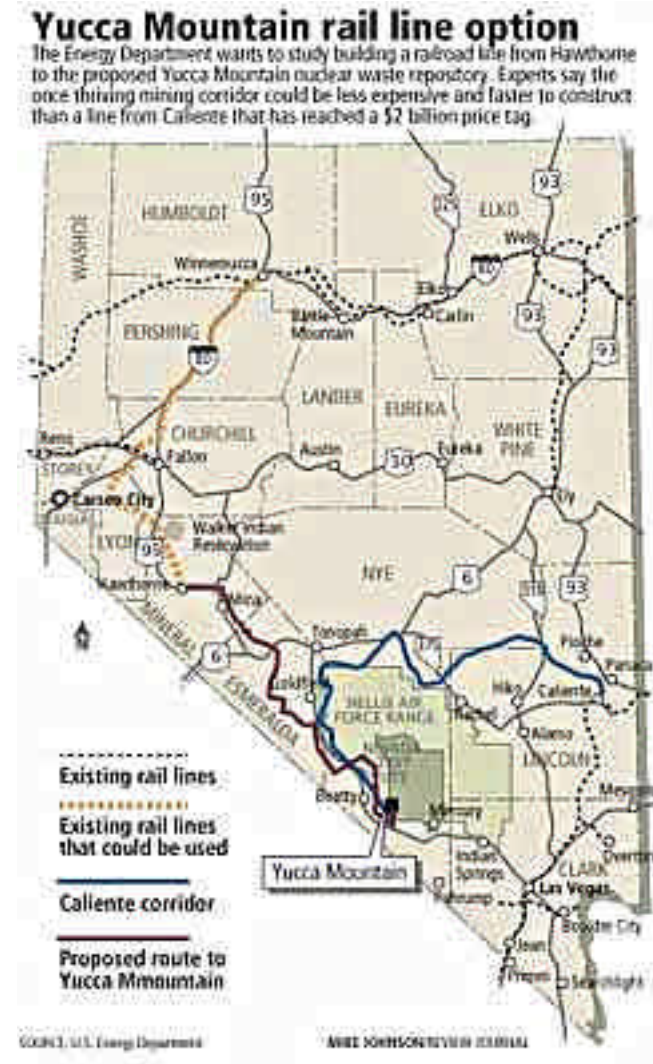 Yucca Mountain rail line option
The Energy Department wants to study building a railroad line from Hawthorne
to the proposed Yucca Mountain nuclear waste repository. Experts say the
once thriving mining corridor could be less expensive and faster to construct
than a line from Caliente that has reached a $2 billion price tag.
95
93
HUMBOLDT
ELKO
WASHOE
Wells
Winnemucca
80
Elko
Battle
Mountain
Carlin
93
PERSHING
93
80
LANDER
EUREKA
CHURCHILL
WHITE
PINE
Reno
Austin
50
Eureka
STOREY
Fallon
Carson City
Ely
Walker Indian
Reservation
LYON
95
NYE
6
318
93
Hawthorne
Mina
MINERAL
Tonopah
Pioche
375
Panaca
6
ESMERALDA
NELLIS AIR
FORCE RANGE
Hiko
Caliente
Rachel
Alamo
NEVADA
TEST
SITE
LINCOLN
Existing rail lines
Beatty
Mercury
Existing rail lines
that could be used
Indian
Springs
Yucca Mountain
CLARK
Las Vegas
Pahrump
Caliente corridor
Boulder City
Jean
Proposed route to
Yucca Mmountain
Primm
Searchlight
SOURCE: U.S. Energy Department
MIKE JOHNSON/REVIEW-JOURNAL